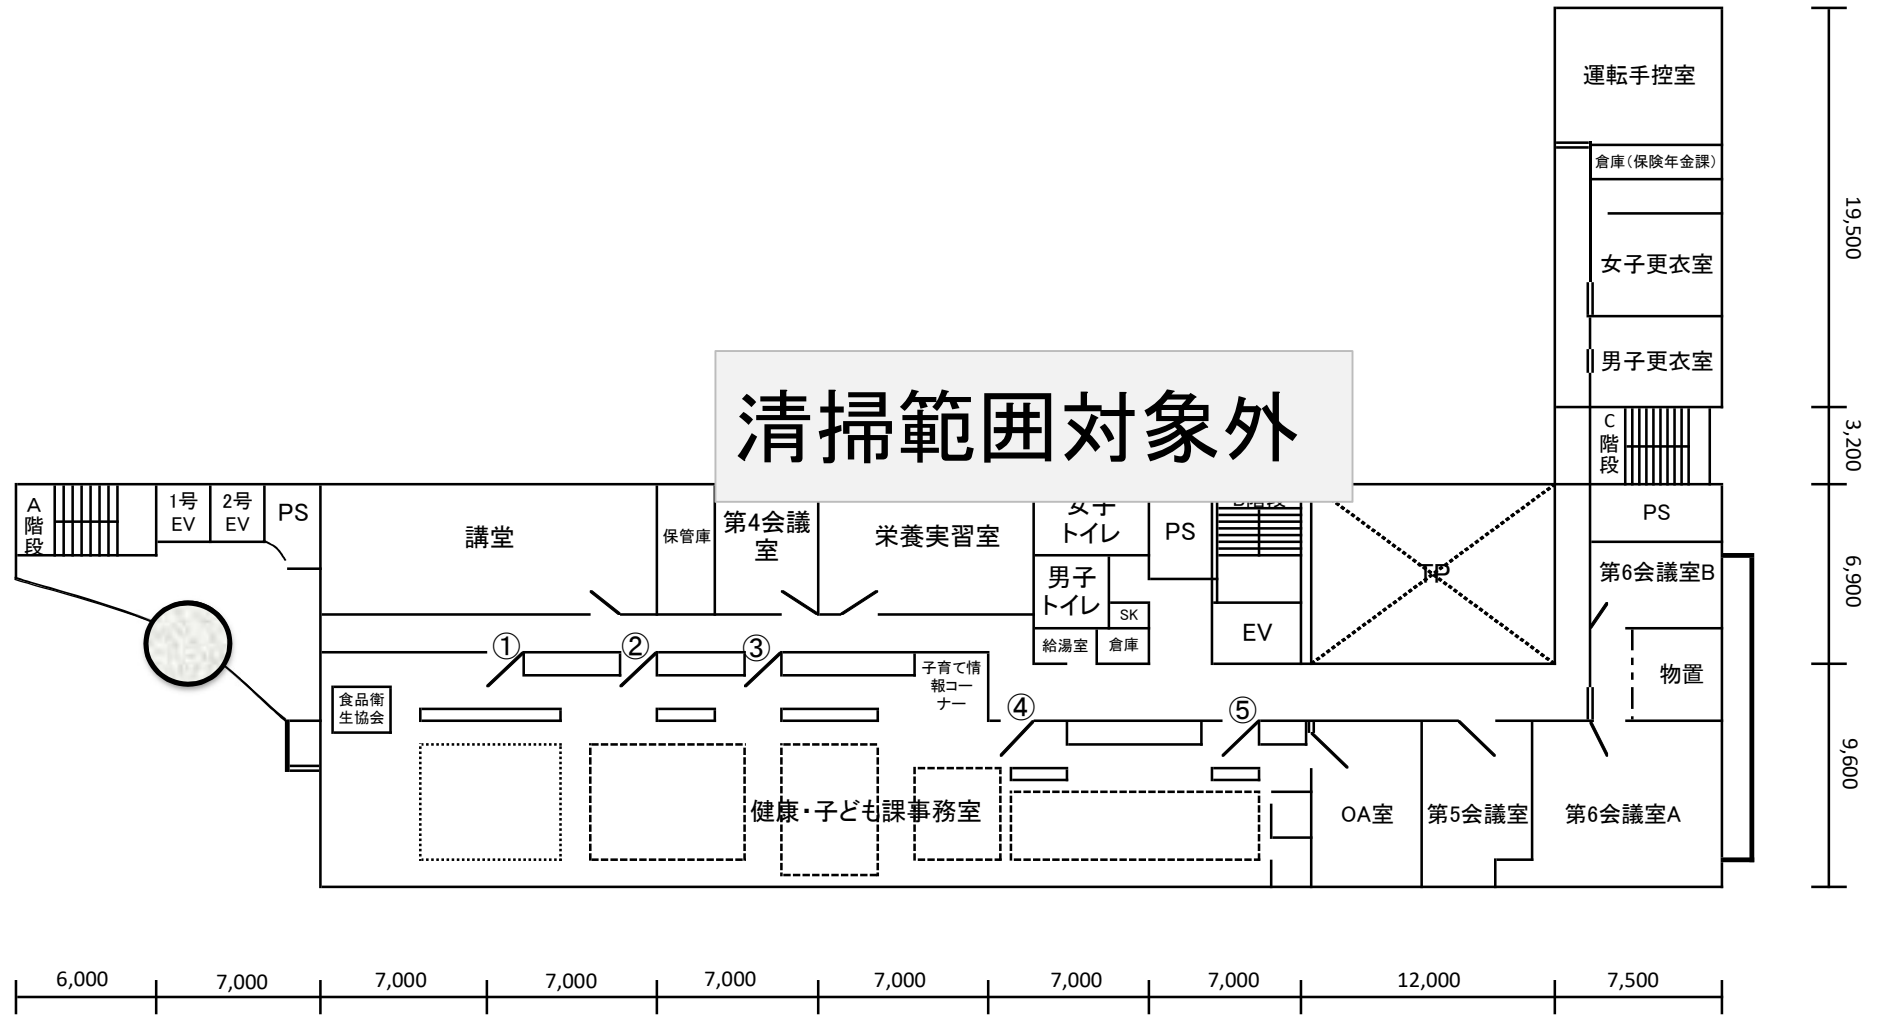 運転手控室
倉庫(保険年金課)
女子更衣室
男子更衣室
C
階
段
清掃範囲対象外
A
階
段
1号
EV
2号
EV
PS
講堂
保管庫
第4会議
室
栄養実習室
女子
トイレ
男子
トイレ
SK
給湯室
倉庫
PS
B階段
EV
TP
PS
第6会議室B
物置
①
②
③
④
⑤
食品衛
生協会
子育て情
報コー
ナー
健康・子ども課事務室
OA室
第5会議室
第6会議室A
19,500
3,200
6,900
9,600
6,000
7,000
7,000
7,000
7,000
7,000
7,000
7,000
12,000
7,500